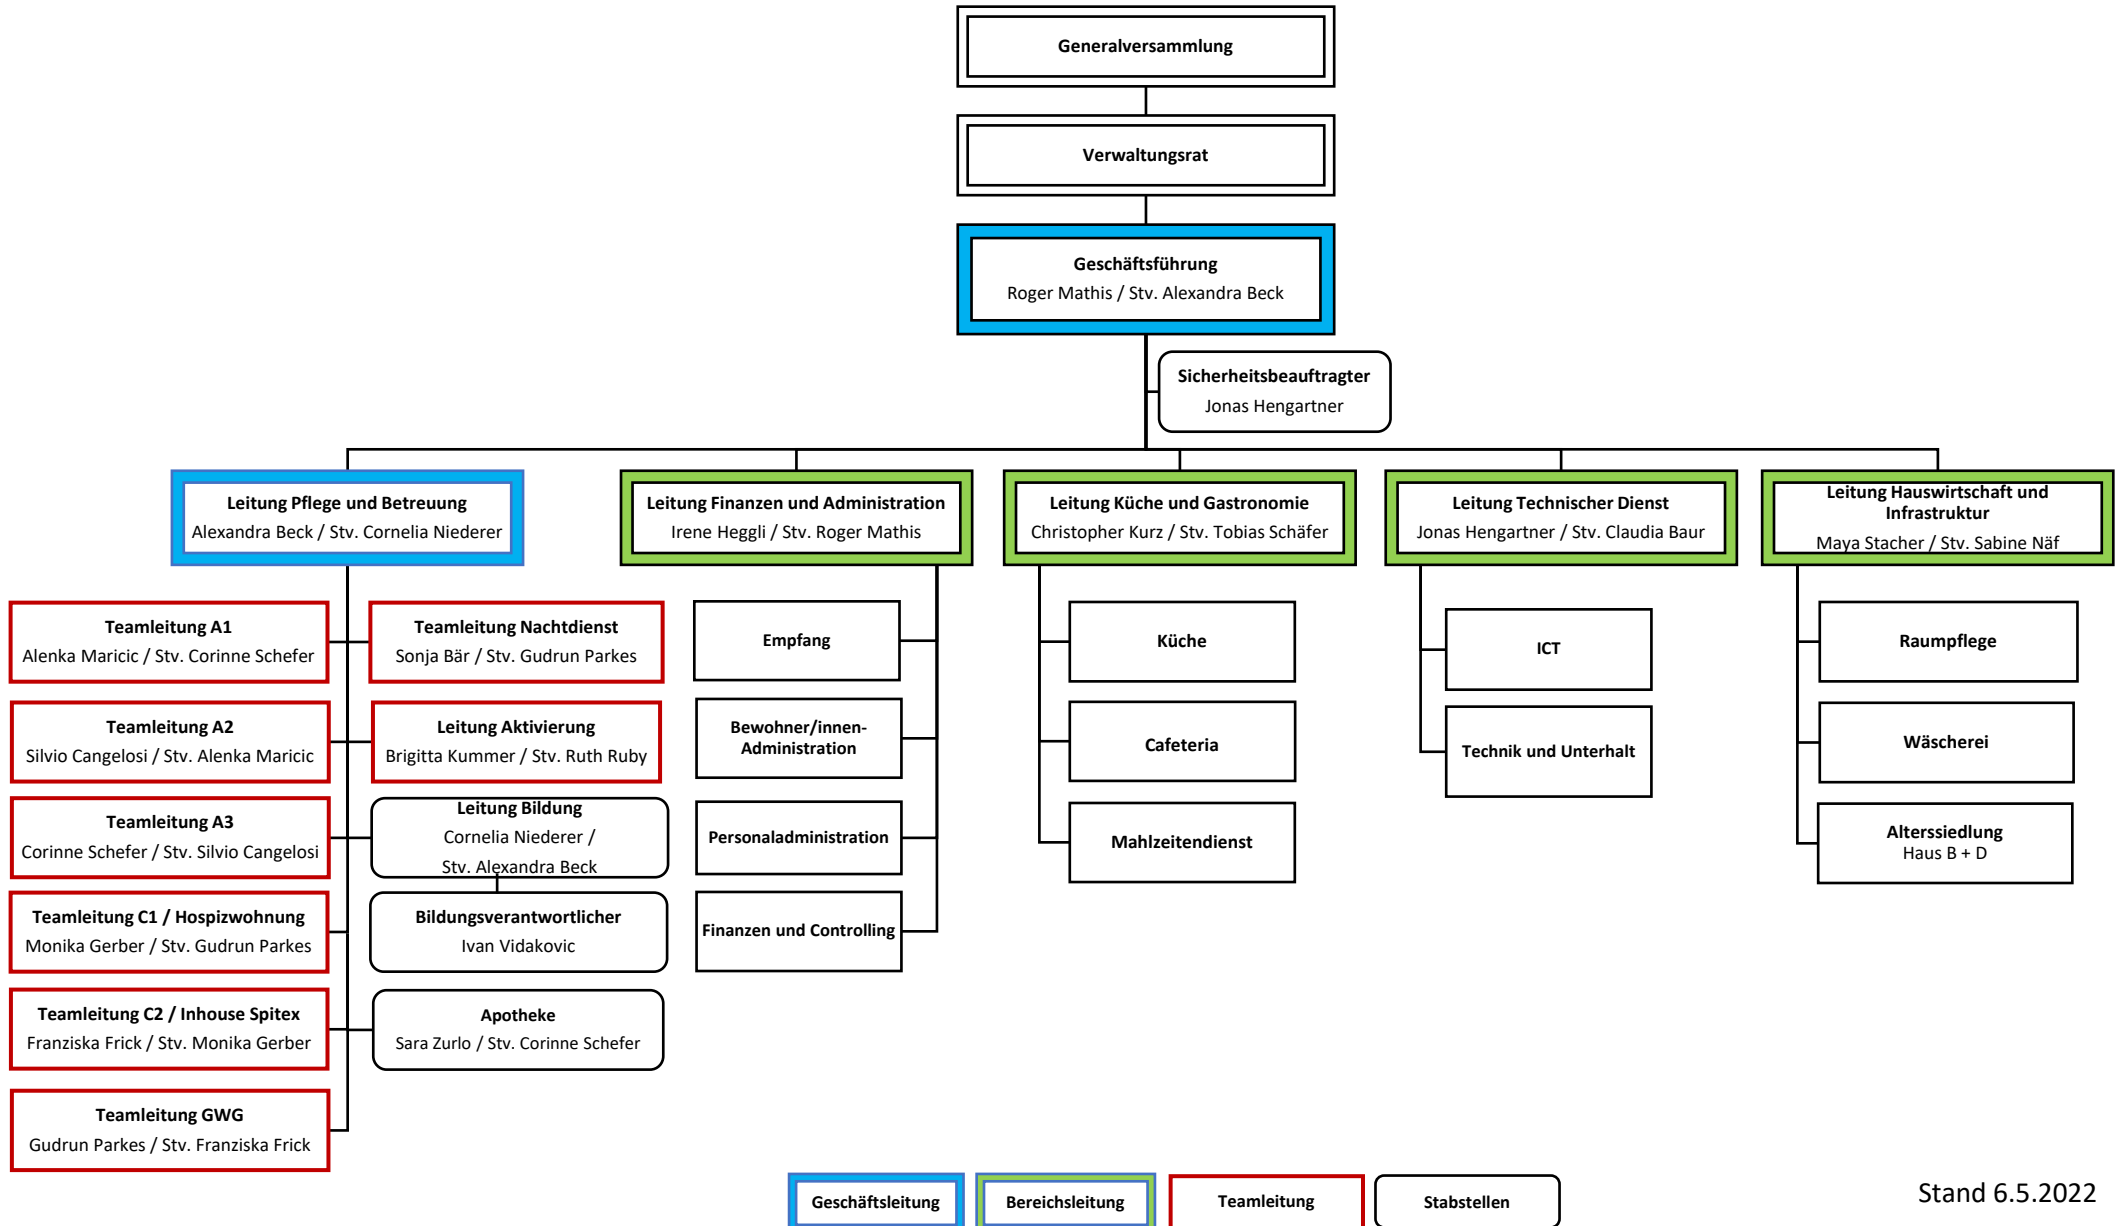 Generalversammlung
Verwaltungsrat
Geschäftsführung
Roger Mathis / Stv. Alexandra Beck
Sicherheitsbeauftragter
Jonas Hengartner
Leitung Pflege und Betreuung
Alexandra Beck / Stv. Cornelia Niederer
Leitung Finanzen und Administration
Irene Heggli / Stv. Roger Mathis
Leitung Küche und Gastronomie
Christopher Kurz / Stv. Tobias Schäfer
Leitung Technischer Dienst
Jonas Hengartner / Stv. Claudia Baur
Leitung Hauswirtschaft und
Infrastruktur
Maya Stacher / Stv. Sabine Näf
Teamleitung A1
Alenka Maricic / Stv. Corinne Schefer
Teamleitung Nachtdienst
Sonja Bär / Stv. Gudrun Parkes
Teamleitung A2
Silvio Cangelosi / Stv. Alenka Maricic
Leitung Aktivierung
Brigitta Kummer / Stv. Ruth Ruby
Teamleitung A3
Corinne Schefer / Stv. Silvio Cangelosi
Leitung Bildung
Cornelia Niederer /
Stv. Alexandra Beck
Teamleitung C1 / Hospizwohnung
Monika Gerber / Stv. Gudrun Parkes
Bildungsverantwortlicher
Ivan Vidakovic
Teamleitung C2 / Inhouse Spitex
Franziska Frick / Stv. Monika Gerber
Apotheke
Sara Zurlo / Stv. Corinne Schefer
Teamleitung GWG
Gudrun Parkes / Stv. Franziska Frick
Empfang
Bewohner/innen-
Administration
Personaladministration
Finanzen und Controlling
Küche
Cafeteria
Mahlzeitendienst
ICT
Technik und Unterhalt
Raumpflege
Wäscherei
Alterssiedlung
Haus B + D
Geschäftsleitung
Bereichsleitung
Teamleitung
Stabstellen
Stand 6.5.2022